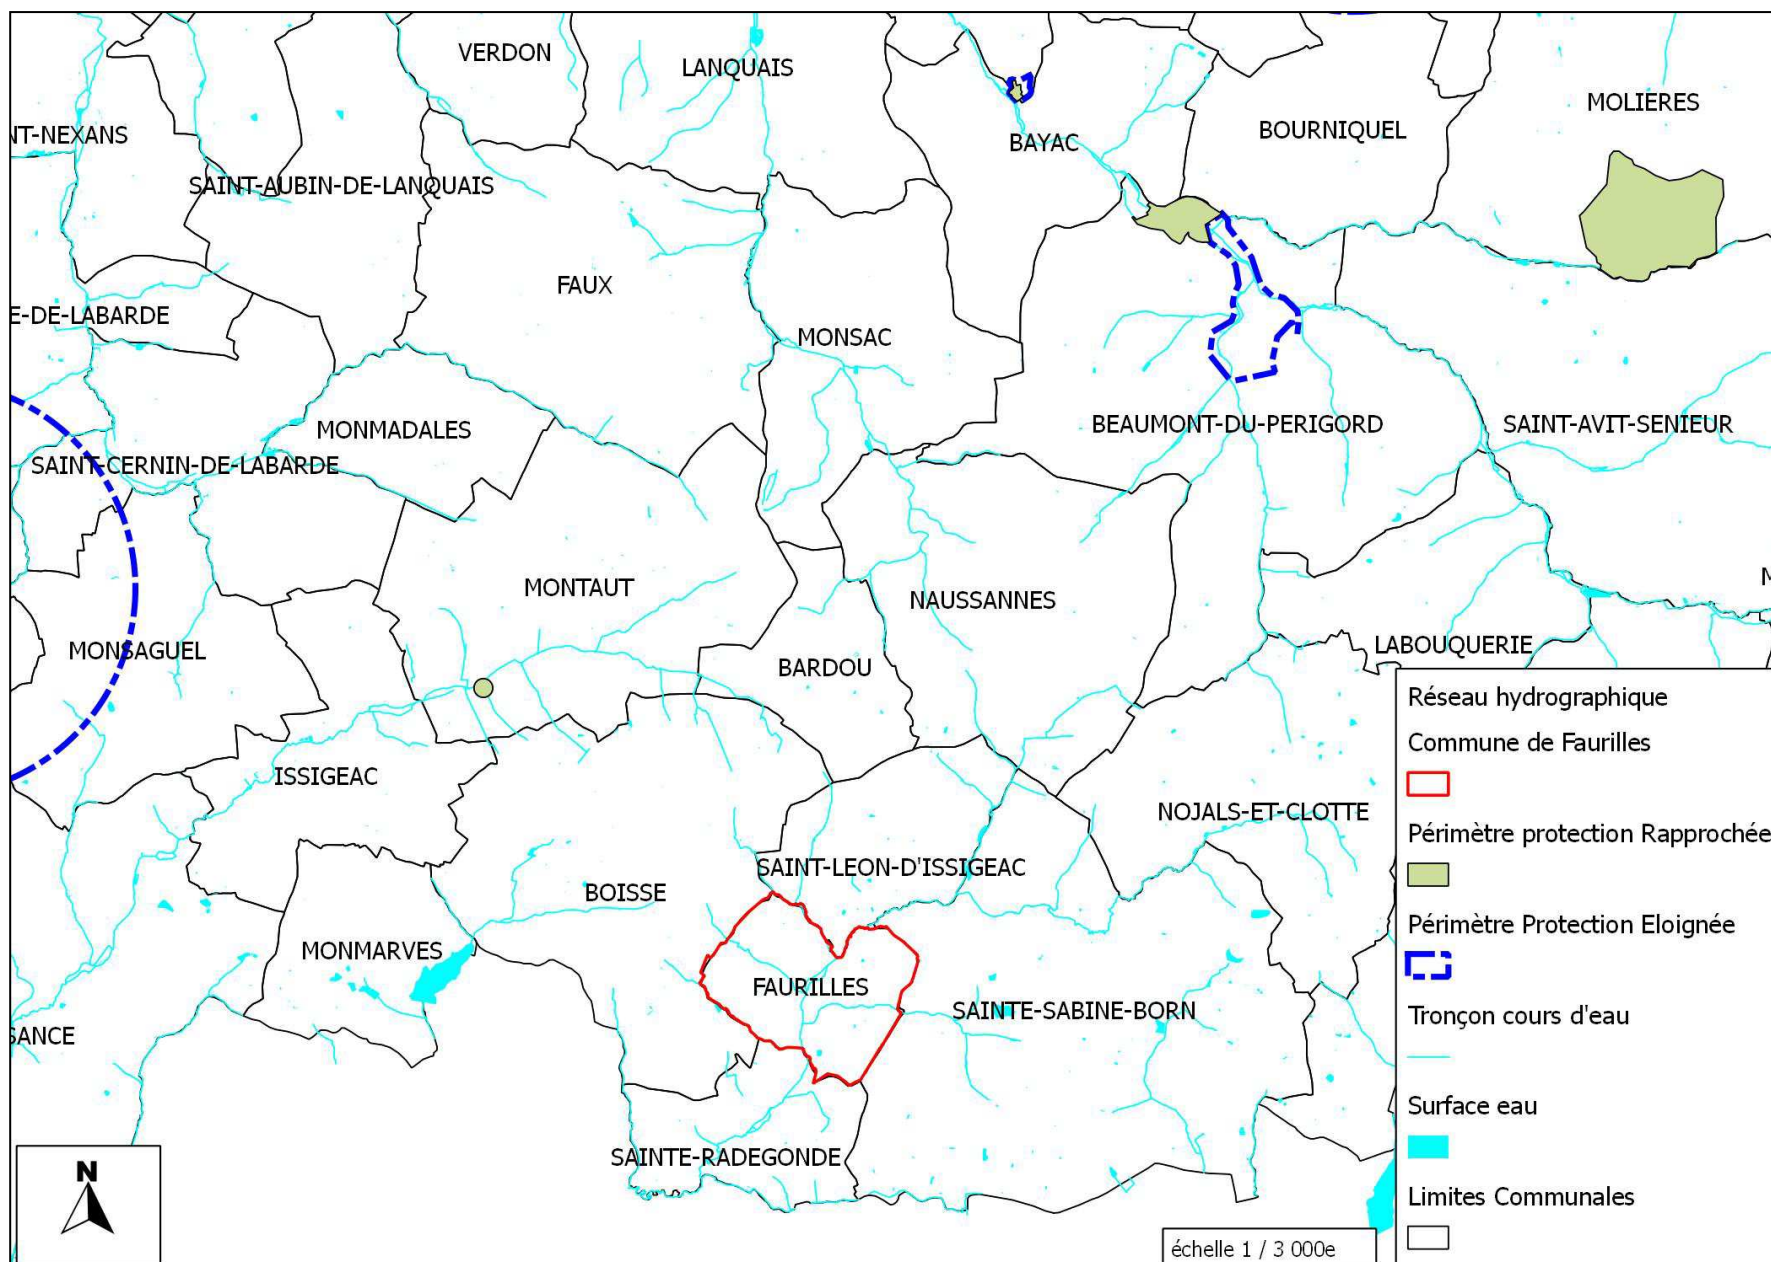 VERDON
LANQUAIS
MOLIERES
NT-NEXANS
BOURNIQUEL
BAYAC
SAINT-AUBIN-DE-LANQUAIS
FAUX
E-DE-LABARDE
MONSAC
BEAUMONT-DU-PERIGORD
SAINT-AVIT-SENIEUR
MONMADALES
SAINT-CERNIN-DE-LABARDE
M
MONTAUT
NAUSSANNES
LABOUQUERIE
MONSAGUEL
BARDOU
ISSIGEAC
NOJALS-ET-CLOTTE
SAINT-LEON-D'ISSIGEAC
BOISSE
MONMARVES
FAURILLES
SAINTE-SABINE-BORN
SANCE
SAINTE-RADEGONDE
Réseau hydrographique
Commune de Faurilles
Périmètre protection Rapprochée
Périmètre Protection Eloignée
Tronçon cours d'eau
Surface eau
Limites Communales
N
échelle 1 / 3 000e